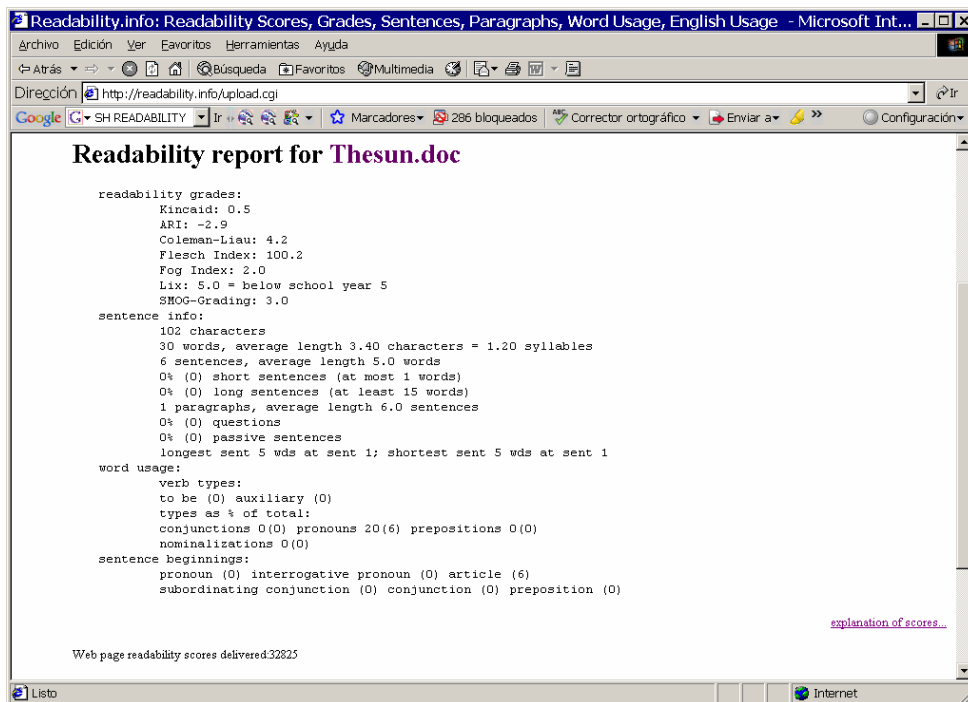 Readability.info: Readability Scores, Grades, Sentences, Paragraphs, Word Usage, English Usage - Microsoft Int...
Archivo Edición Ver Favoritos Herramientas Ayuda
Atrás Búsqueda Favoritos Multimedia
Dirección http://readability.info/upload.cgi Ir
Google G SH READABILITY Ir Marcadores 286 bloqueados ABC Corrector ortográfico Enviar a » Configuración
Readability report for Thesun.doc
readability grades:
Kincaid: 0.5
ARI: -2.9
Coleman-Liau: 4.2
Flesch Index: 100.2
Fog Index: 2.0
Lix: 5.0 = below school year 5
SMOG-Grading: 3.0
sentence info:
102 characters
30 words, average length 3.40 characters = 1.20 syllables
6 sentences, average length 5.0 words
0% (0) short sentences (at most 1 words)
0% (0) long sentences (at least 15 words)
1 paragraphs, average length 6.0 sentences
0% (0) questions
0% (0) passive sentences
longest sent 5 wds at sent 1; shortest sent 5 wds at sent 1
word usage:
verb types:
to be (0) auxiliary (0)
types as % of total:
conjunctions 0(0) pronouns 20(6) prepositions 0(0)
nominalizations 0(0)
sentence beginnings:
pronoun (0) interrogative pronoun (0) article (6)
subordinating conjunction (0) conjunction (0) preposition (0)
explanation of scores...
Web page readability scores delivered:32825
Listo Internet